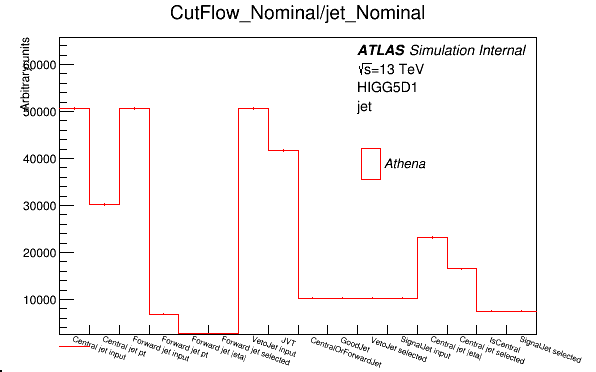 CutFlow_Nominal/jet_Nominal
Arbitrary units
60000
50000
40000
30000
20000
10000
ATLAS Simulation Internal
√s=13 TeV
HIGG5D1
jet
Athena
Central jet input
Central jet pt
Forward jet input
Forward jet pt
Forward jet jetal
Forward jet selected
VetoJet input
JVT
CentralOrForwardJet
GoodJet
VetoJet selected
SignalJet input
Central jet jetal
Central jet selected
IsCentral
SignalJet selected